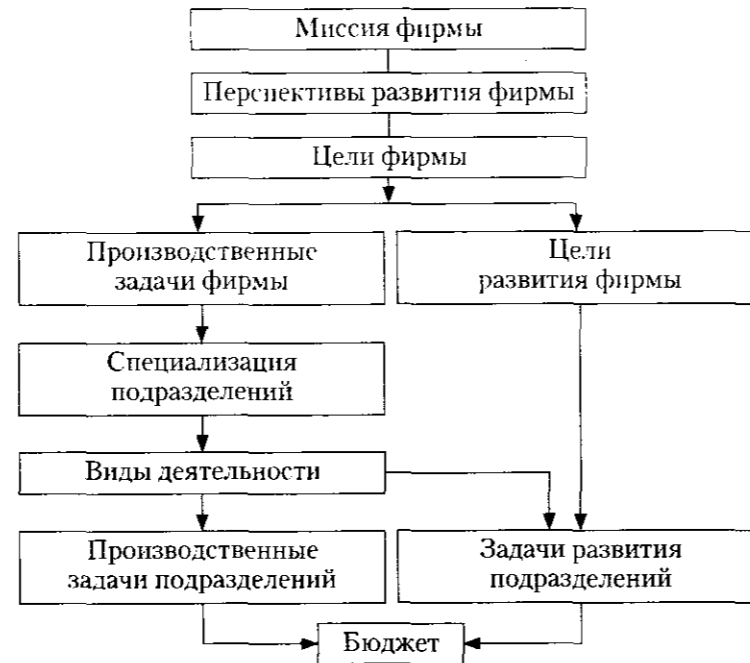 Миссия фирмы
Перспективы развития фирмы
Цели фирмы
Производственные
задачи фирмы
Цели
развития фирмы
Специализация
подразделений
Виды деятельности
Производственные
задачи подразделений
Задачи развития
подразделений
Бюджет